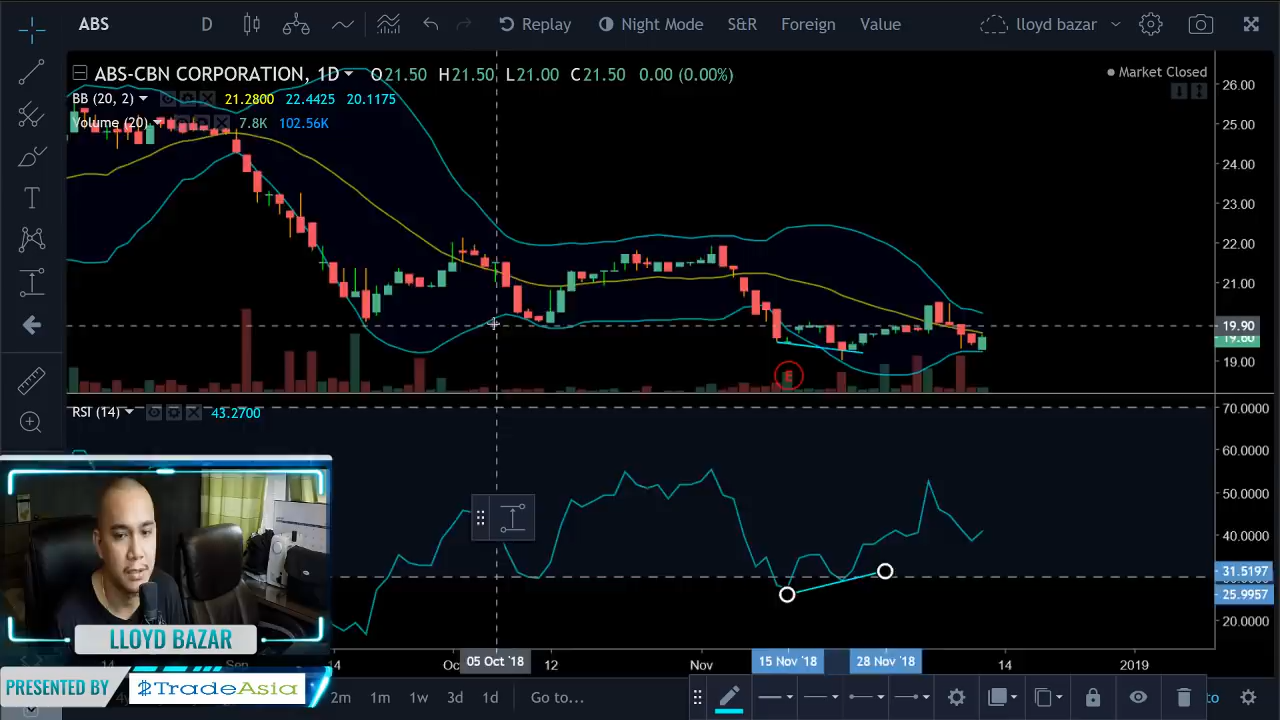 ABS D Replay Night Mode S&R Foreign Value lloyd bazar
ABS-CBN CORPORATION, 1D O21.50 H21.50 L21.00 C21.50 0.00 (0.00%)
Market Closed
BB (20, 2) 21.2800 22.4425 20.1175
Volume (20) 7.8K 102.56K
26.00
25.00
24.00
23.00
22.00
21.00
19.90
19.60
19.00
E
RSI (14) 43.2700
70.0000
60.0000
50.0000
40.0000
31.5197
25.9957
20.0000
LLOYD BAZAR
Sep 14 05 Oct '18 12 Nov 15 Nov '18 28 Nov '18 14 2019
PRESENTED BY TradeAsia
2m 1m 1w 3d 1d Go to...